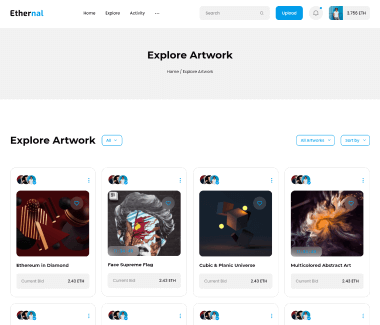 Ethernal
Home Explore Activity
Search
Upload
3.756 ETH
Explore Artwork
Home / Explore Artwork
Explore Artwork
All
All Artworks
Sort by
Ethereum in Diamond
Current Bid 2.43 ETH
Face Supreme Flag
Current Bid 2.43 ETH
Cubic & Planic Universe
Current Bid 2.43 ETH
Multicolored Abstract Art
Current Bid 2.43 ETH